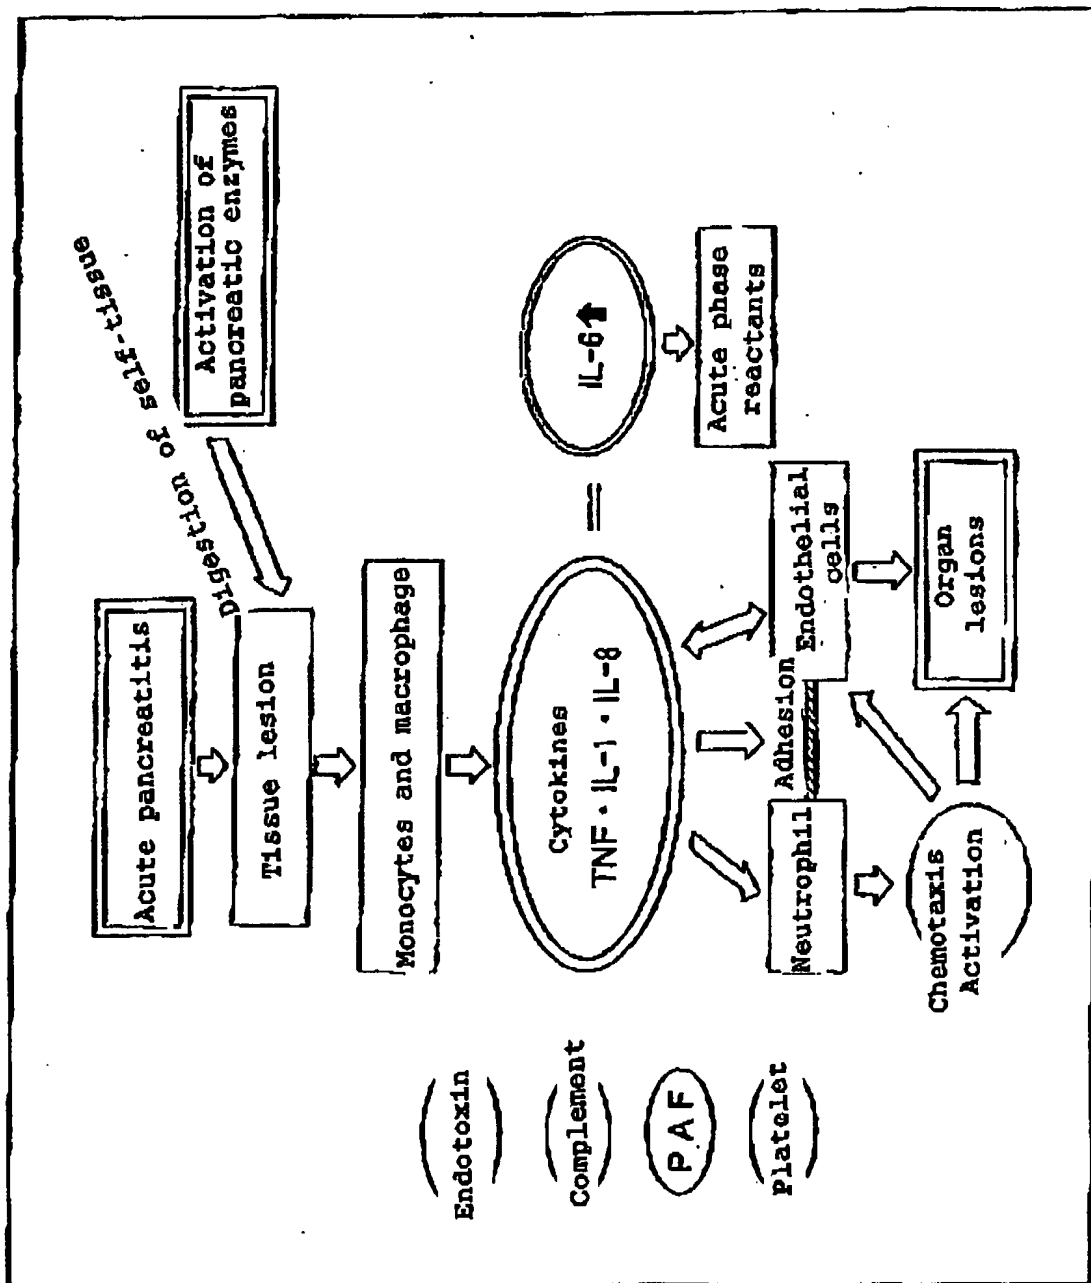 Acute pancreatitis
Activation of
pancreatic enzymes
Digestion of self-tissue
Tissue lesion
Monocytes and macrophage
Endotoxin
Complement
PAF
Platelet
Cytokines
TNF・IL-1・IL-8
=
IL-6⬆
Acute phase
reactants
Neutrophil
Adhesion
Endothelial
cells
Chemotaxis
Activation
Organ
lesions